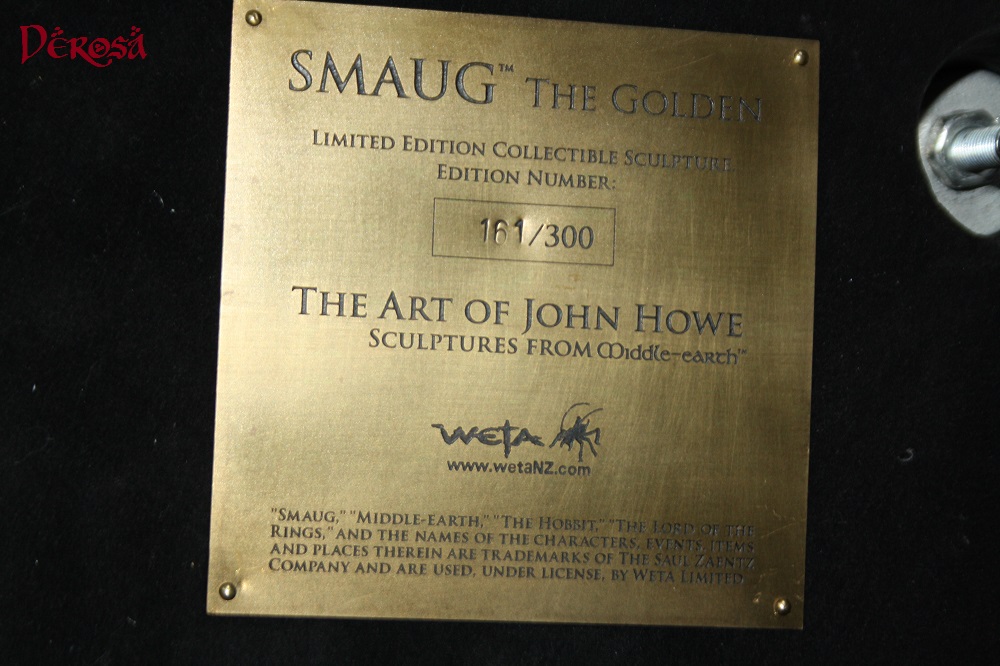 DEROSA
SMAUG™ THE GOLDEN
LIMITED EDITION COLLECTIBLE SCULPTURE
EDITION NUMBER:
161/300
THE ART OF JOHN HOWE
SCULPTURES FROM Middle-earth™
WETA
www.wetaNZ.com
"SMAUG," "MIDDLE-EARTH," "THE HOBBIT," "THE LORD OF THE
RINGS," AND THE NAMES OF THE CHARACTERS, EVENTS, ITEMS
AND PLACES THEREIN ARE TRADEMARKS OF THE SAUL ZAENTZ
COMPANY AND ARE USED, UNDER LICENSE, BY WETA LIMITED.